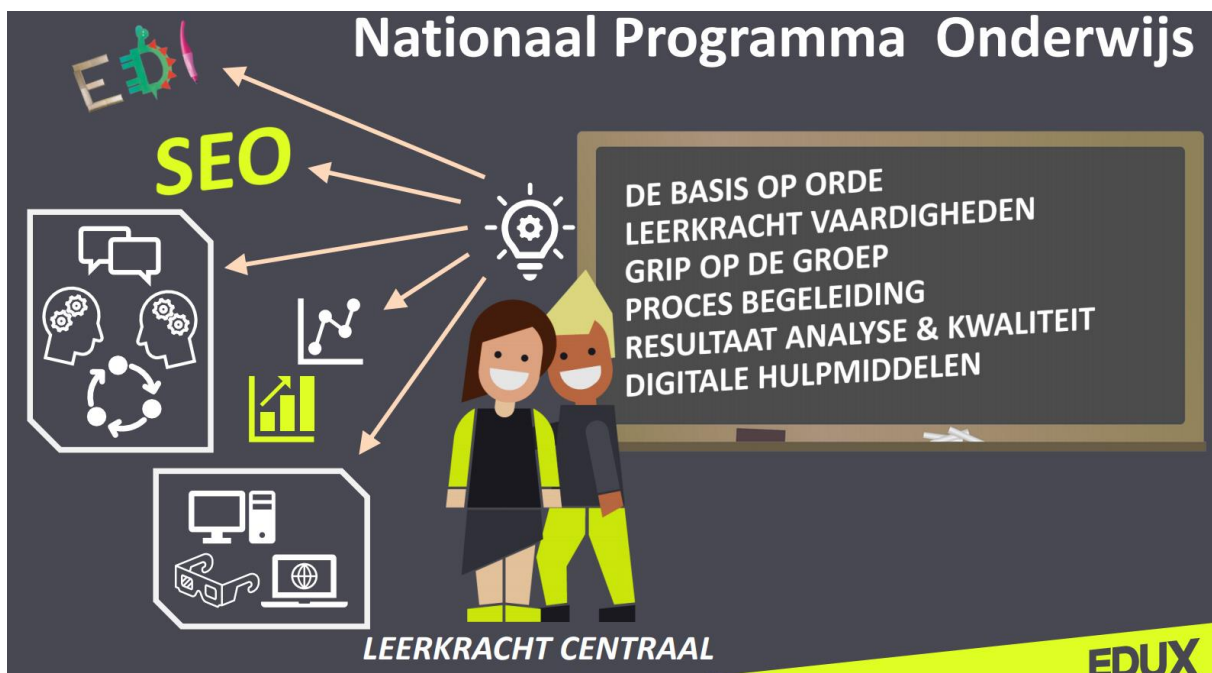 Nationaal Programma Onderwijs
EDI
SEO
DE BASIS OP ORDE
LEERKRACHT VAARDIGHEDEN
GRIP OP DE GROEP
PROCES BEGELEIDING
RESULTAAT ANALYSE & KWALITEIT
DIGITALE HULPMIDDELEN
LEERKRACHT CENTRAAL
EDUX